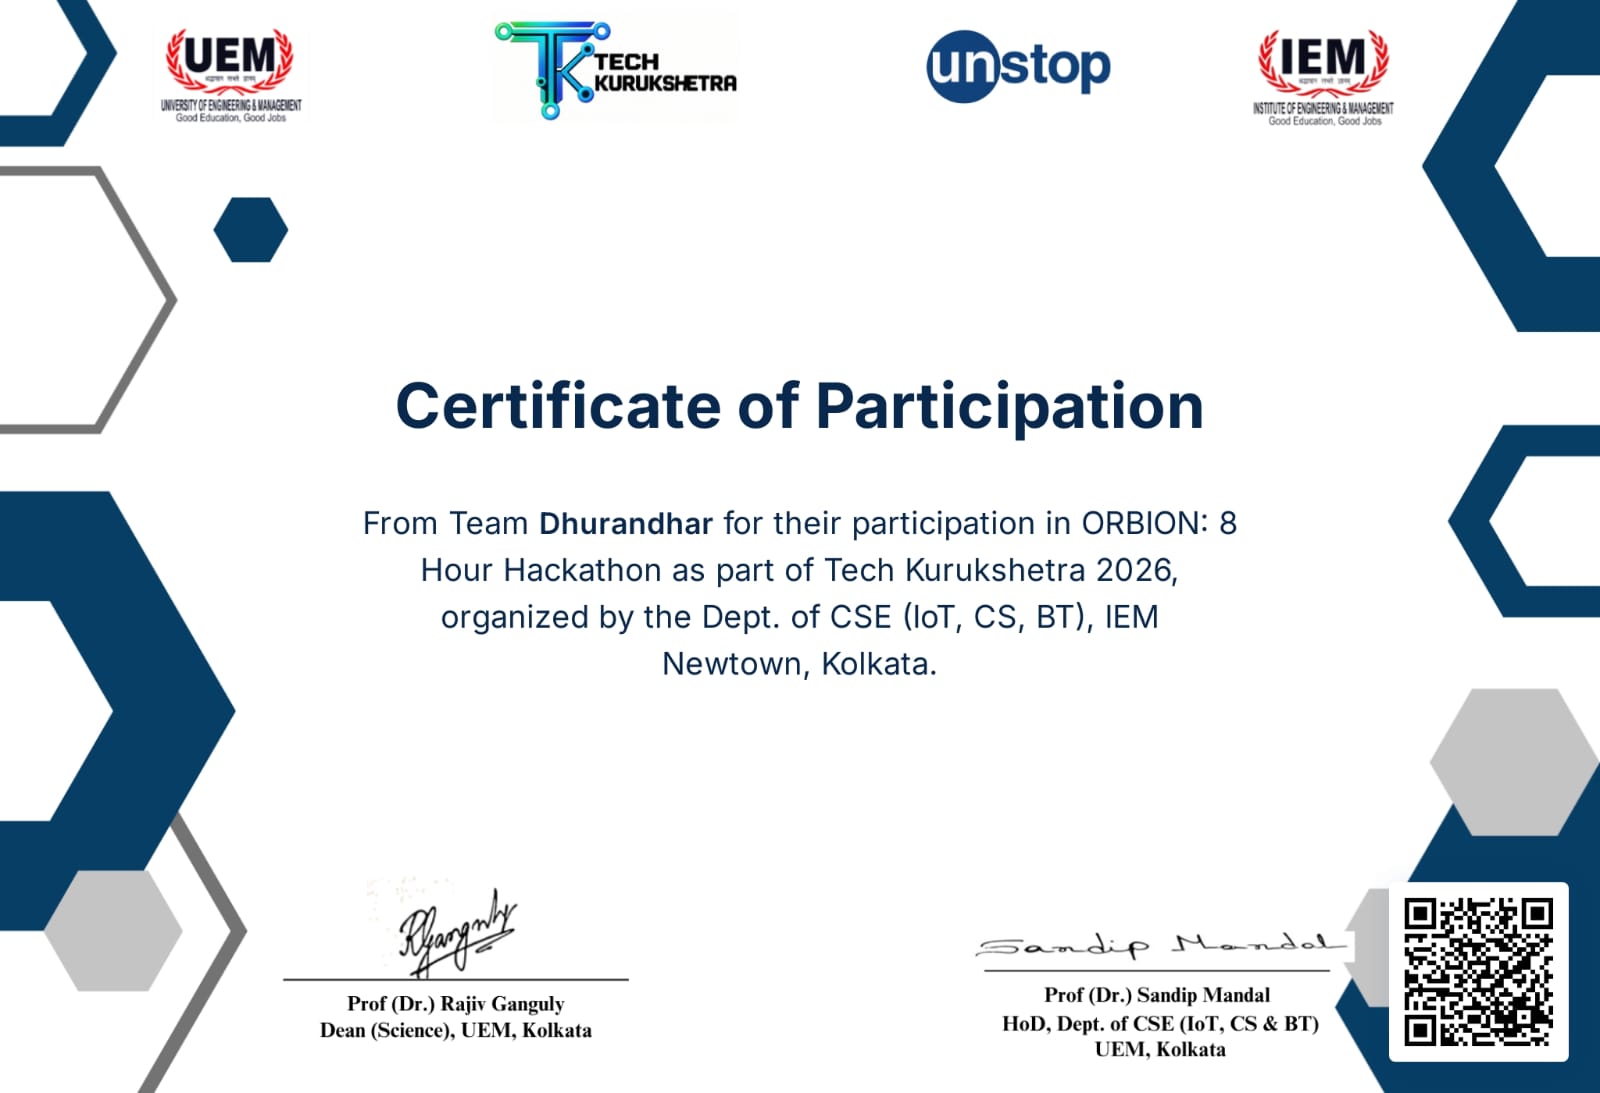 UEM
UNIVERSITY OF ENGINEERING & MANAGEMENT
Good Education, Good Jobs
TECH
KURUKSHETRA
unstop
IEM
INSTITUTE OF ENGINEERING & MANAGEMENT
Good Education, Good Jobs
Certificate of Participation
From Team Dhurandhar for their participation in ORBION: 8
Hour Hackathon as part of Tech Kurukshetra 2026,
organized by the Dept. of CSE (IoT, CS, BT), IEM
Newtown, Kolkata.
RGanguly
Prof (Dr.) Rajiv Ganguly
Dean (Science), UEM, Kolkata
Sandip Mandal
Prof (Dr.) Sandip Mandal
HoD, Dept. of CSE (IoT, CS & BT)
UEM, Kolkata